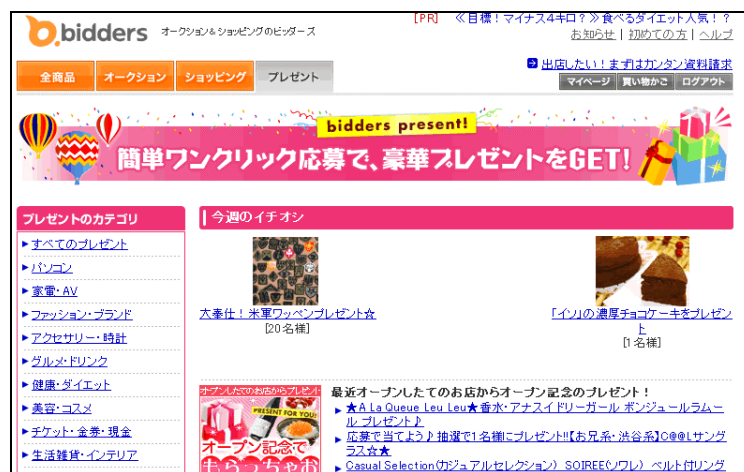 [PR] ≪目標！マイナス4キロ？≫食べるダイエット人気！？
bidders オークション&ショッピングのビッダーズ
お知らせ | 初めての方 | ヘルプ
出店したい！まずはカンタン資料請求
全商品 オークション ショッピング プレゼント
マイページ 買い物かご ログアウト
bidders present!
簡単ワンクリック応募で、豪華プレゼントをGET!
プレゼントのカテゴリ
すべてのプレゼント
パソコン
家電・AV
ファッション・ブランド
アクセサリー・時計
グルメ・ドリンク
健康・ダイエット
美容・コスメ
チケット・金券・現金
生活雑貨・インテリア
今週のイチオシ
大奉仕！米軍ワッペンプレゼント☆
[20名様]
「イソ」の濃厚チョコケーキをプレゼン
ト
[1名様]
オープンしたてのお店からプレゼント
PRESENT FOR YOU!
オープン記念で
もらっちゃお
最近オープンしたてのお店からオープン記念のプレゼント！
★A La Queue Leu Leu★香水・アナスイドリーガール ボンジュールラムー
ル プレゼント♪
応募で当てよう♪抽選で1名様にプレゼント!!【お兄系・渋谷系】C@@Lサング
ラス☆★
Casual Selection(カジュアルセレクション) SOIREE(ソワレ) ベルト付リング